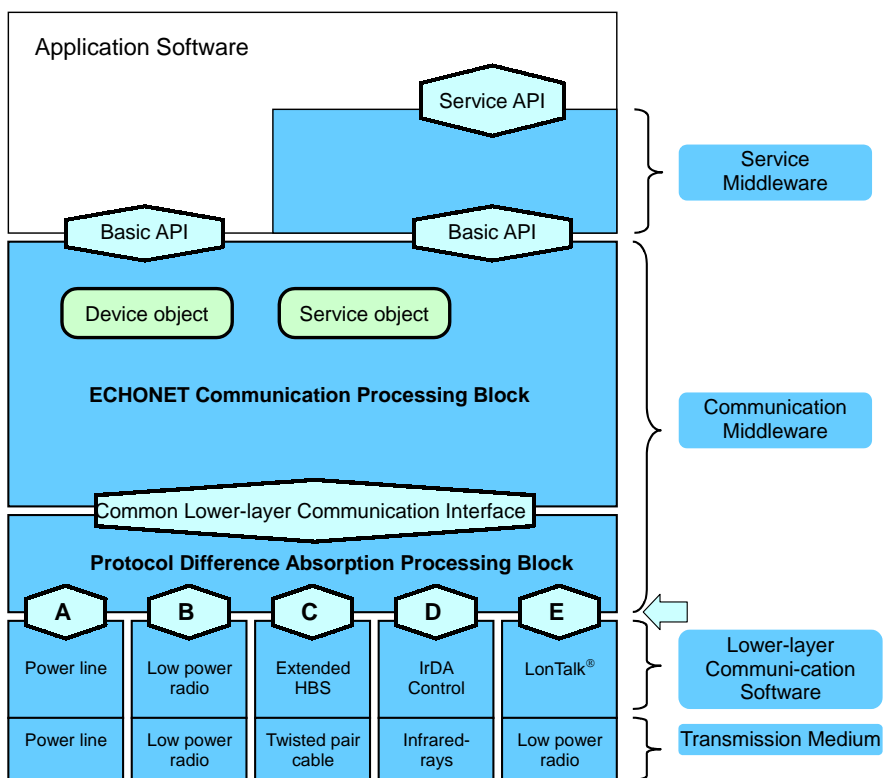 Application Software
Service API
Service
Middleware
Basic API
Basic API
Device object
Service object
ECHONET Communication Processing Block
Communication
Middleware
Common Lower-layer Communication Interface
Protocol Difference Absorption Processing Block
A
B
C
D
E
Power line
Low power
radio
Extended
HBS
IrDA
Control
LonTalk®
Lower-layer
Communi-cation
Software
Power line
Low power
radio
Twisted pair
cable
Infrared-
rays
Low power
radio
Transmission Medium